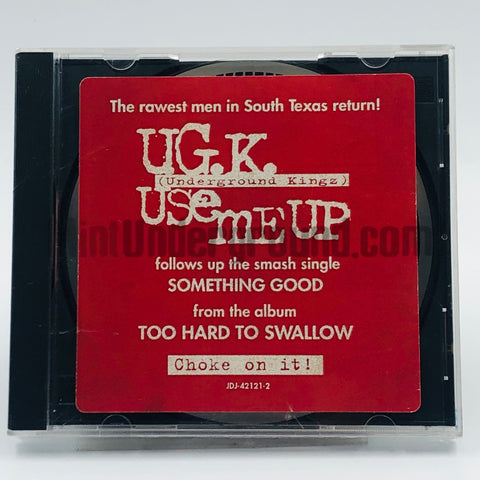 The rawest men in South Texas return!
U.G.K.
(Underground Kingz)
USe mE UP
follows up the smash single
SOMETHING GOOD
from the album
TOO HARD TO SWALLOW
Choke on it!
JDJ-42121-2